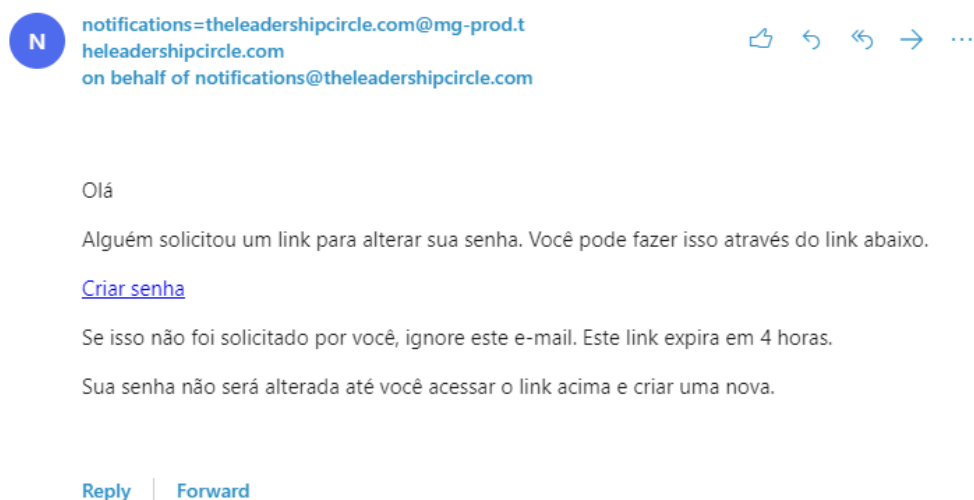 N
notifications=theleadershipcircle.com@mg-prod.t
heleadershipcircle.com
on behalf of notifications@theleadershipcircle.com
Olá
Alguém solicitou um link para alterar sua senha. Você pode fazer isso através do link abaixo.
Criar senha
Se isso não foi solicitado por você, ignore este e-mail. Este link expira em 4 horas.
Sua senha não será alterada até você acessar o link acima e criar uma nova.
Reply Forward